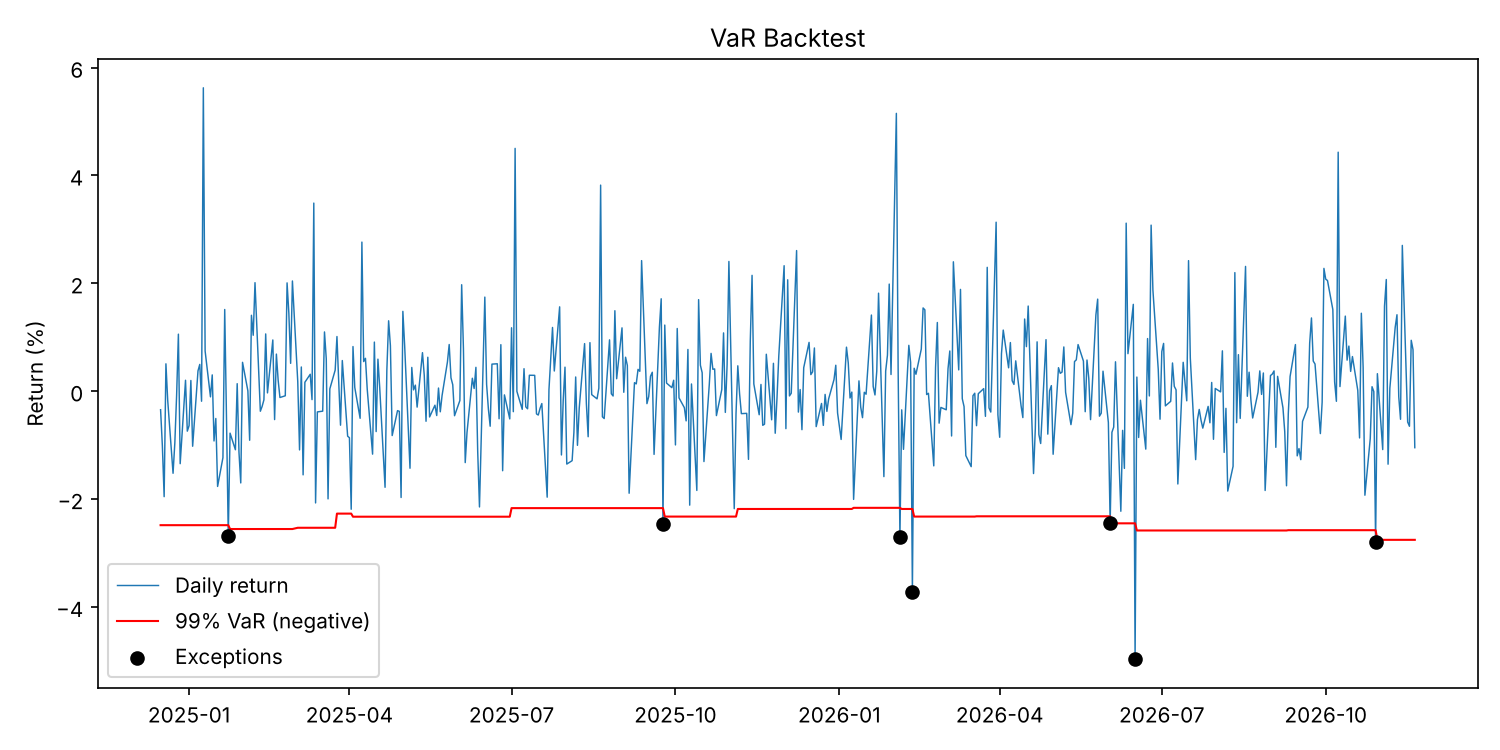 VaR Backtest
Return (%)
6
4
2
0
−2
−4
Daily return
99% VaR (negative)
Exceptions
2025-01
2025-04
2025-07
2025-10
2026-01
2026-04
2026-07
2026-10